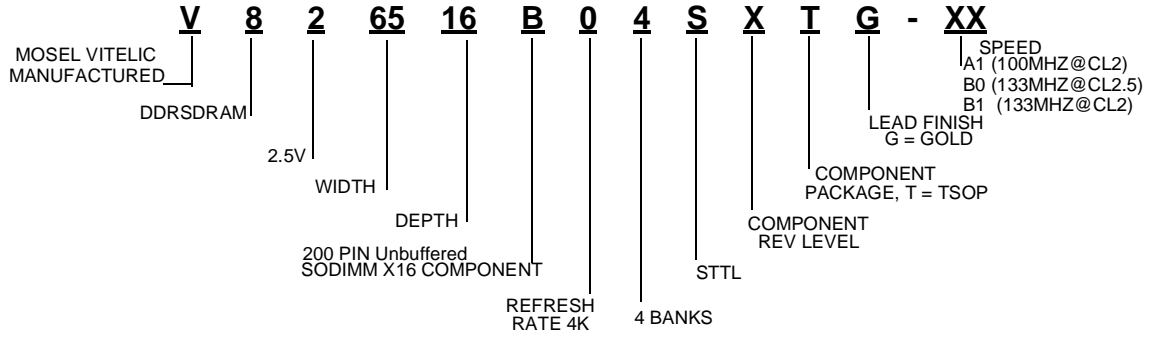 V 8 2 65 16 B 0 4 S X T G - XX
MOSEL VITELIC
MANUFACTURED
DDRSDRAM
2.5V
WIDTH
DEPTH
200 PIN Unbuffered
SODIMM X16 COMPONENT
REFRESH
RATE 4K
4 BANKS
STTL
COMPONENT
REV LEVEL
COMPONENT
PACKAGE, T = TSOP
LEAD FINISH
G = GOLD
SPEED
A1 (100MHZ@CL2)
B0 (133MHZ@CL2.5)
B1 (133MHZ@CL2)